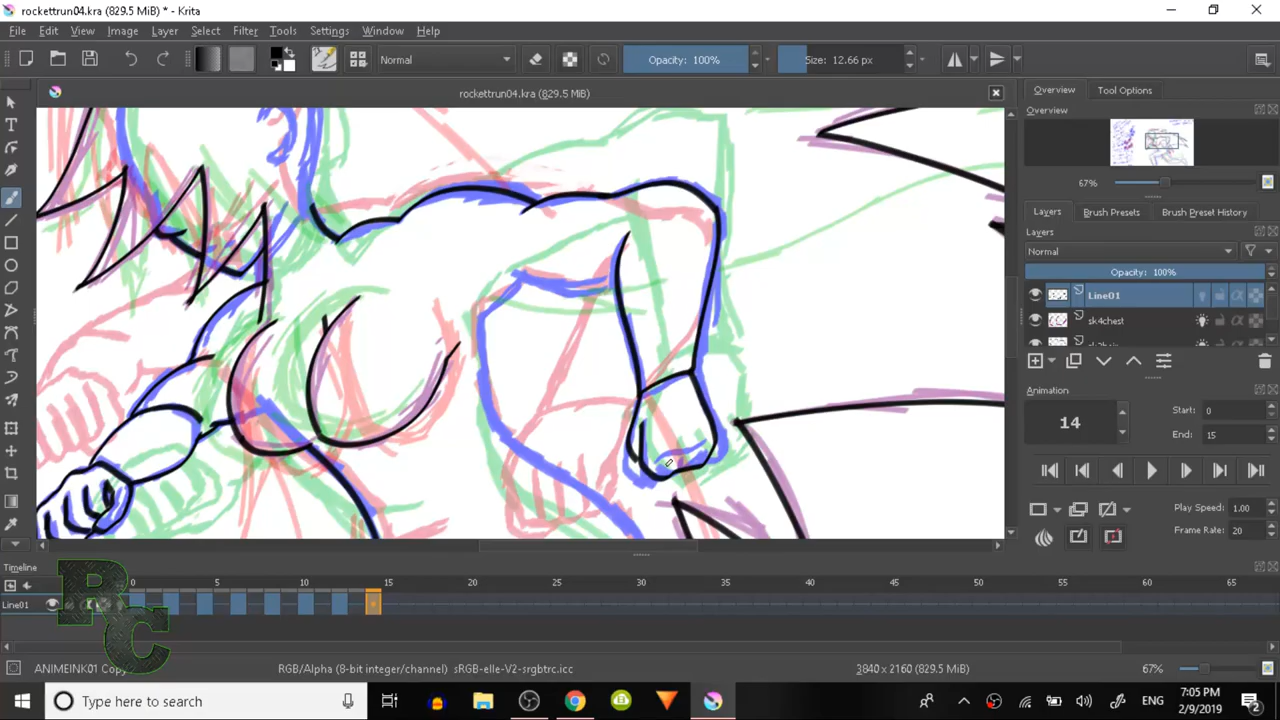 rockettrun04.kra (829.5 MiB) * - Krita
File Edit View Image Layer Select Filter Tools Settings Window Help
Normal Opacity: 100% Size: 12.66 px
rockettrun04.kra (829.5 MiB)
Overview Tool Options
Overview
67%
Layers Brush Presets Brush Preset History
Layers
Normal
Opacity: 100%
Line01
sk4chest
Animation
14 Start: 0
End: 15
Play Speed: 1.00
Frame Rate: 20
Timeline
0 5 10 15 20 25 30 35 40 45 50 55 60 65
Line01
RC
ANIMEINK01 Copy RGB/Alpha (8-bit integer/channel) sRGB-elle-V2-srgbtrc.icc 3840 x 2160 (829.5 MiB) 67%
Type here to search ENG 7:05 PM
2/9/2019 2